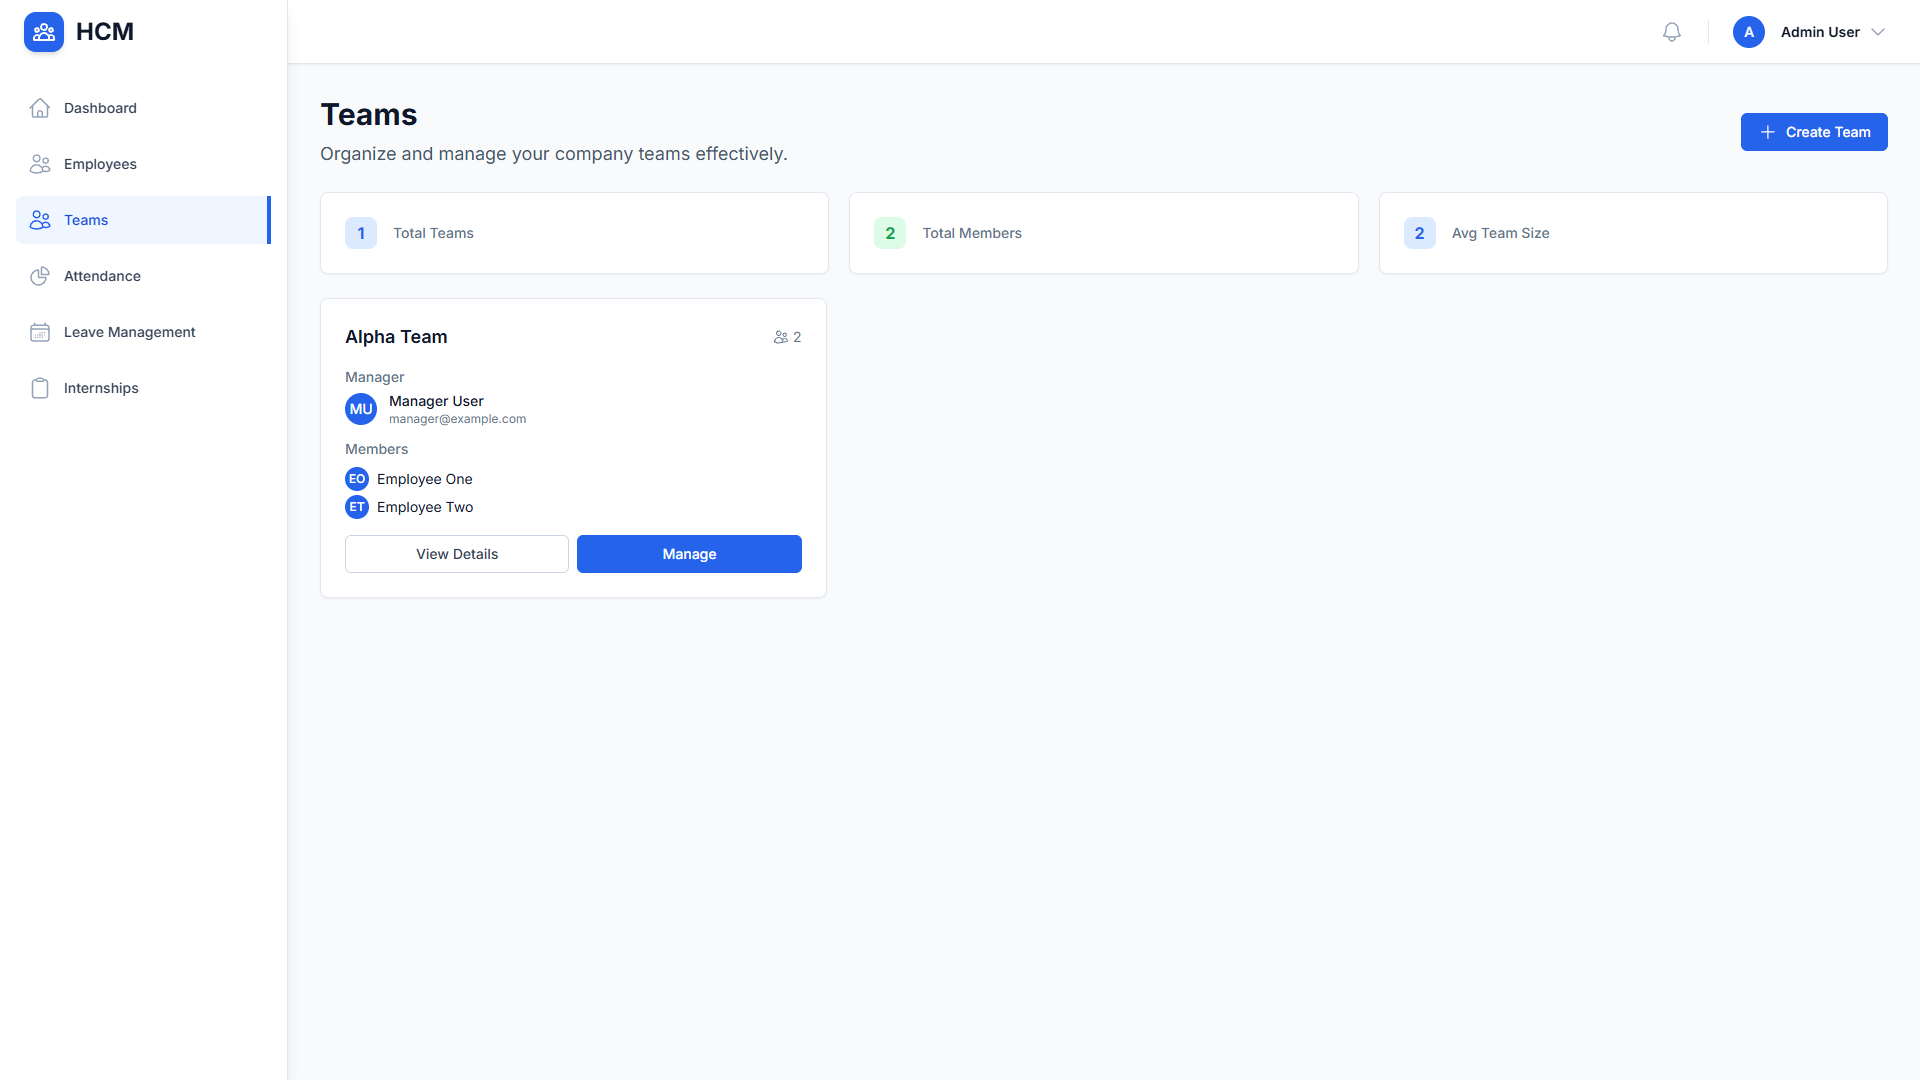 HCM
A
Admin User
Dashboard
Employees
Teams
Attendance
Leave Management
Internships
Teams
Organize and manage your company teams effectively.
Create Team
1 Total Teams
2 Total Members
2 Avg Team Size
Alpha Team
2
Manager
MU
Manager User
manager@example.com
Members
EO Employee One
ET Employee Two
View Details
Manage